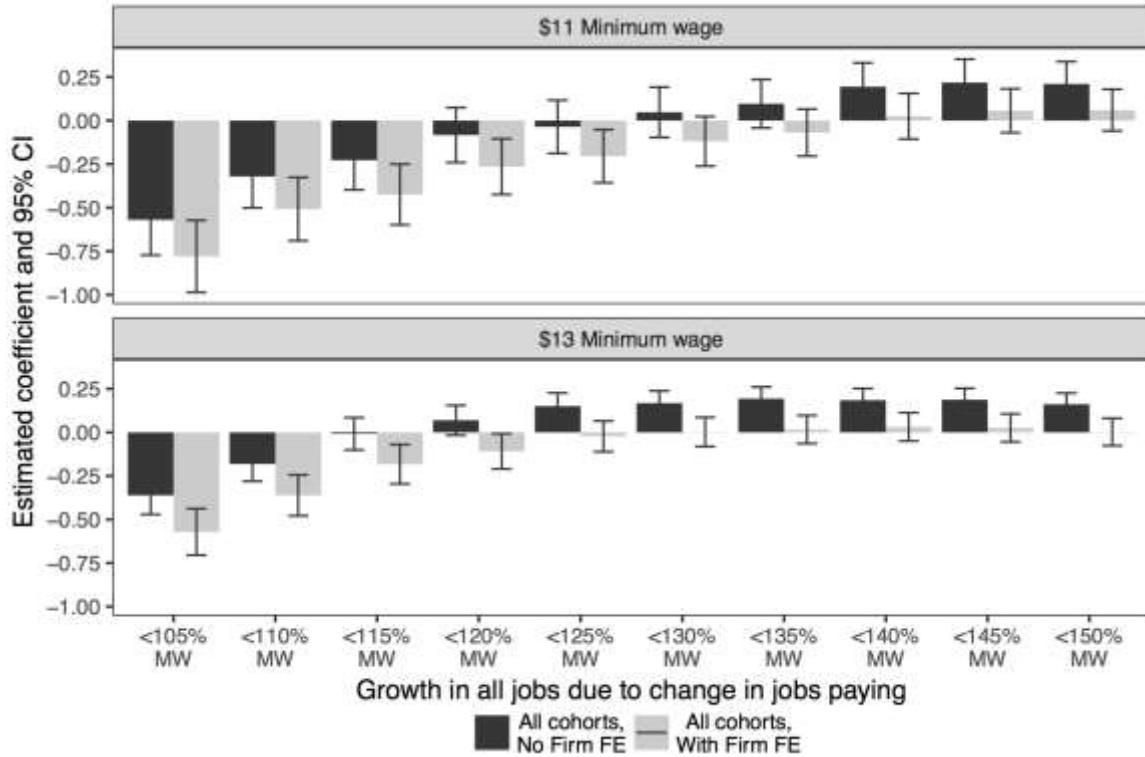 $11 Minimum wage
0.25
0.00
−0.25
−0.50
−0.75
−1.00
Estimated coefficient and 95% CI
$13 Minimum wage
0.25
0.00
−0.25
−0.50
−0.75
−1.00
<105% <110% <115% <120% <125% <130% <135% <140% <145% <150%
MW MW MW MW MW MW MW MW MW MW
Growth in all jobs due to change in jobs paying
All cohorts, All cohorts,
No Firm FE With Firm FE